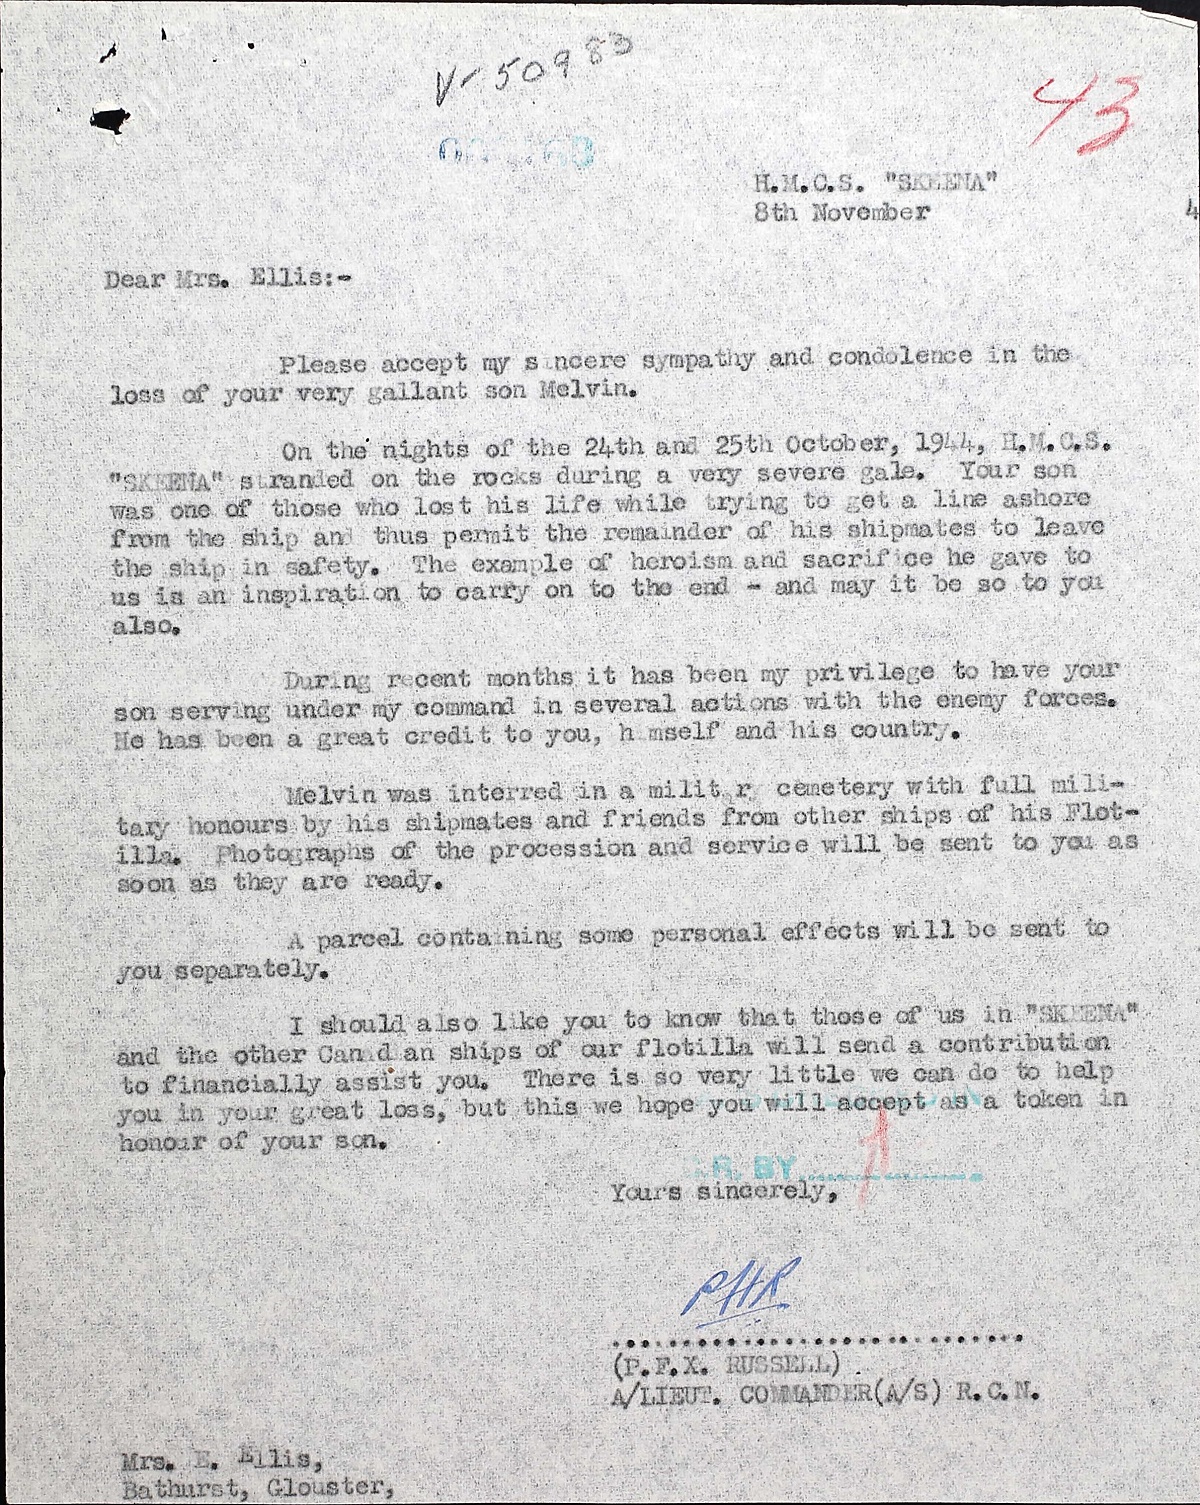 V-50983
43
H.M.C.S. "SKEENA"
8th November 4
Dear Mrs. Ellis:-
Please accept my sincere sympathy and condolence in the
loss of your very gallant son Melvin.
On the nights of the 24th and 25th October, 1944, H.M.C.S.
"SKEENA" stranded on the rocks during a very severe gale. Your son
was one of those who lost his life while trying to get a line ashore
from the ship and thus permit the remainder of his shipmates to leave
the ship in safety. The example of heroism and sacrifice he gave to
us is an inspiration to carry on to the end - and may it be so to you
also.
During recent months it has been my privilege to have your
son serving under my command in several actions with the enemy forces.
He has been a great credit to you, himself and his country.
Melvin was interred in a military cemetery with full mili-
tary honours by his shipmates and friends from other ships of his Flot-
illa. Photographs of the procession and service will be sent to you as
soon as they are ready.
A parcel containing some personal effects will be sent to
you separately.
I should also like you to know that those of us in "SKEENA"
and the other Canadian ships of our flotilla will send a contribution
to financially assist you. There is so very little we can do to help
you in your great loss, but this we hope you will accept as a token in
honour of your son.
R. BY
Yours sincerely,
PHR
(P.F.X. RUSSELL)
A/LIEUT. COMMANDER(A/S) R.C.N.
Mrs. E. Ellis,
Bathurst, Glouster,